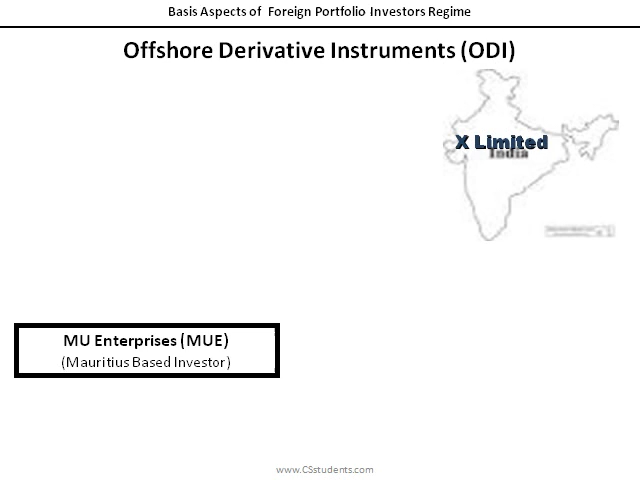 Basis Aspects of Foreign Portfolio Investors Regime
Offshore Derivative Instruments (ODI)
X Limited
India
MU Enterprises (MUE)
(Mauritius Based Investor)
www.CSstudents.com